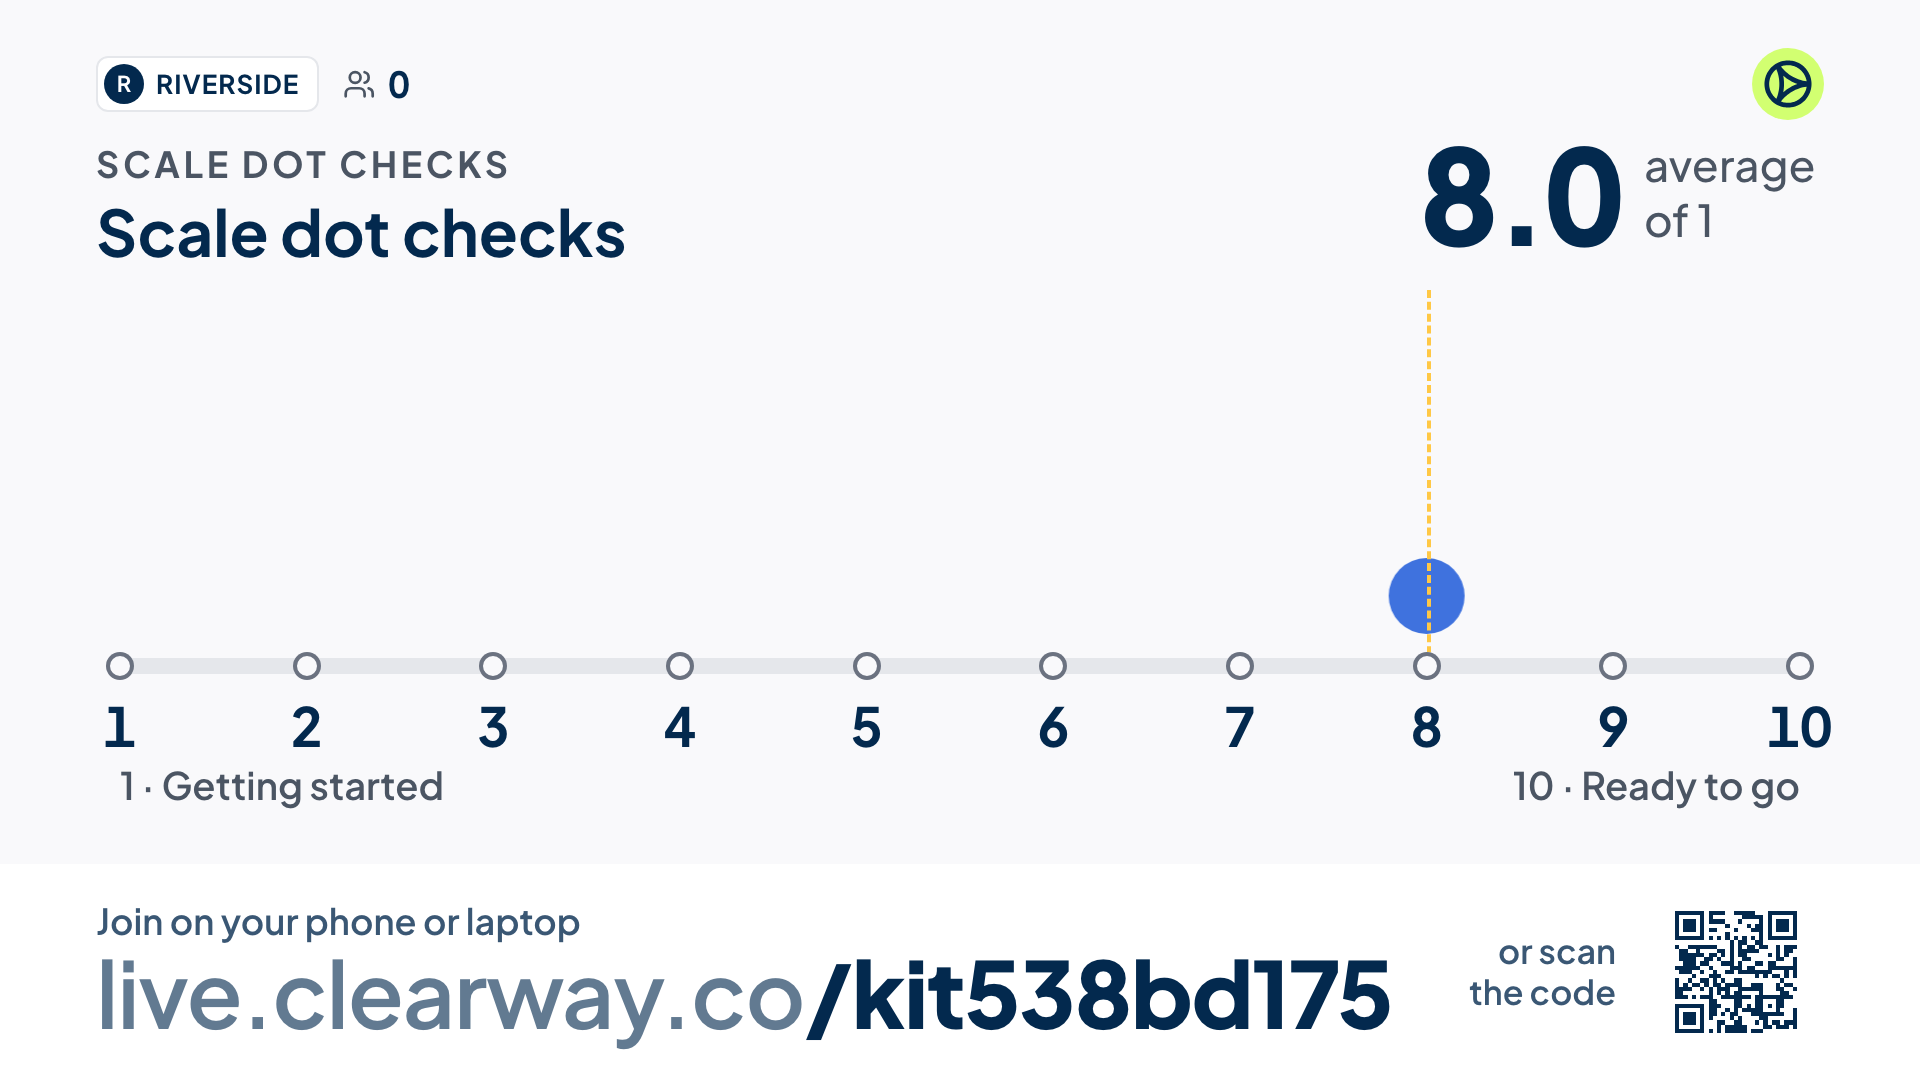 R RIVERSIDE 0
SCALE DOT CHECKS
Scale dot checks
8.0 average
of 1
1 2 3 4 5 6 7 8 9 10
1 · Getting started
10 · Ready to go
Join on your phone or laptop
live.clearway.co/kit538bd175
or scan
the code